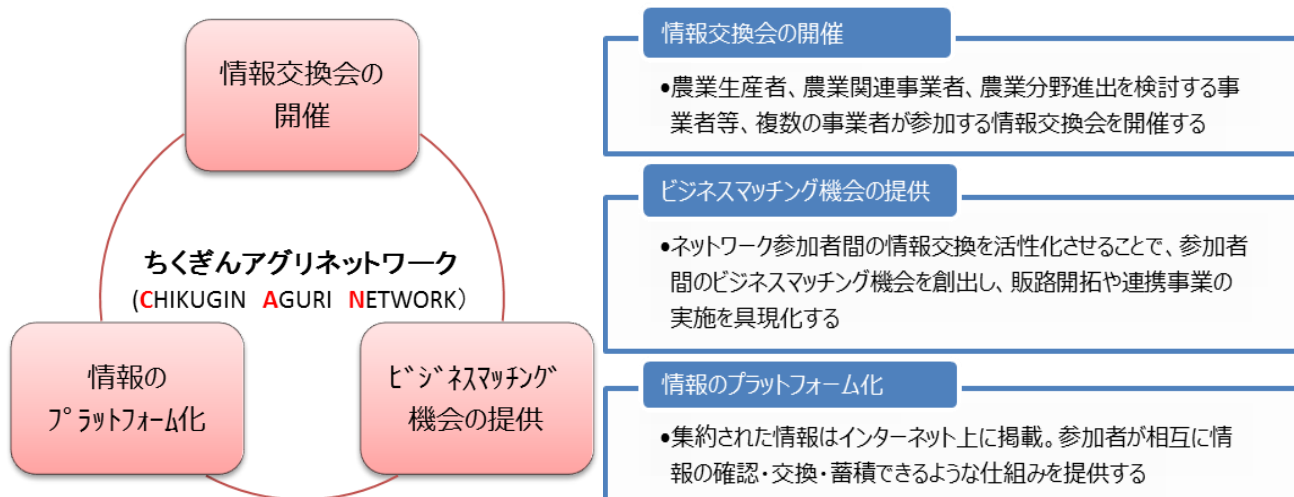 情報交換会の
開催
ちくぎんアグリネットワーク
(CHIKUGIN AGURI NETWORK)
情報の
プラットフォーム化
ビジネスマッチング
機会の提供
情報交換会の開催
•農業生産者、農業関連事業者、農業分野進出を検討する事
業者等、複数の事業者が参加する情報交換会を開催する
ビジネスマッチング機会の提供
•ネットワーク参加者間の情報交換を活性化させることで、参加者
間のビジネスマッチング機会を創出し、販路開拓や連携事業の
実施を具現化する
情報のプラットフォーム化
•集約された情報はインターネット上に掲載。参加者が相互に情
報の確認・交換・蓄積できるような仕組みを提供する